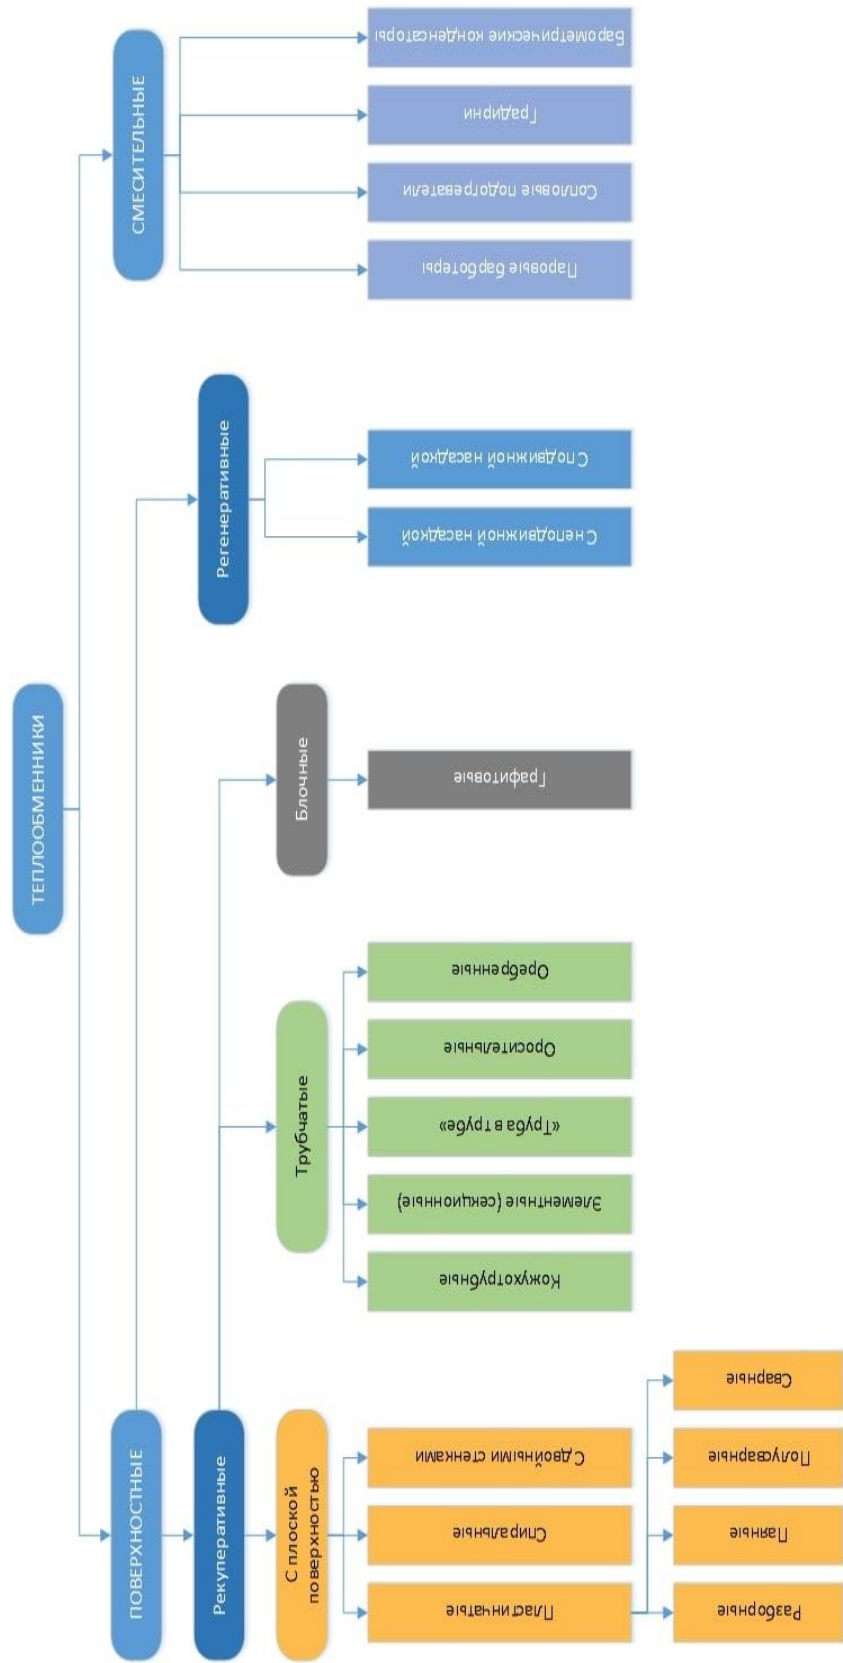 ТЕПЛООБМЕННИКИ
ПОВЕРХНОСТНЫЕ
СМЕСИТЕЛЬНЫЕ
Рекуперативные
Регенеративные
С плоской
поверхностью
Трубчатые
Блочные
Пластинчатые
Спиральные
С двойными стенками
Кожухотрубные
Элементные (секционные)
«Труба в трубе»
Оросительные
Оребренные
Графитовые
С неподвижной насадкой
С подвижной насадкой
Паровые барботеры
Сопловые подогреватели
Градирни
Барометрические конденсаторы
Разборные
Паяные
Полусварные
Сварные